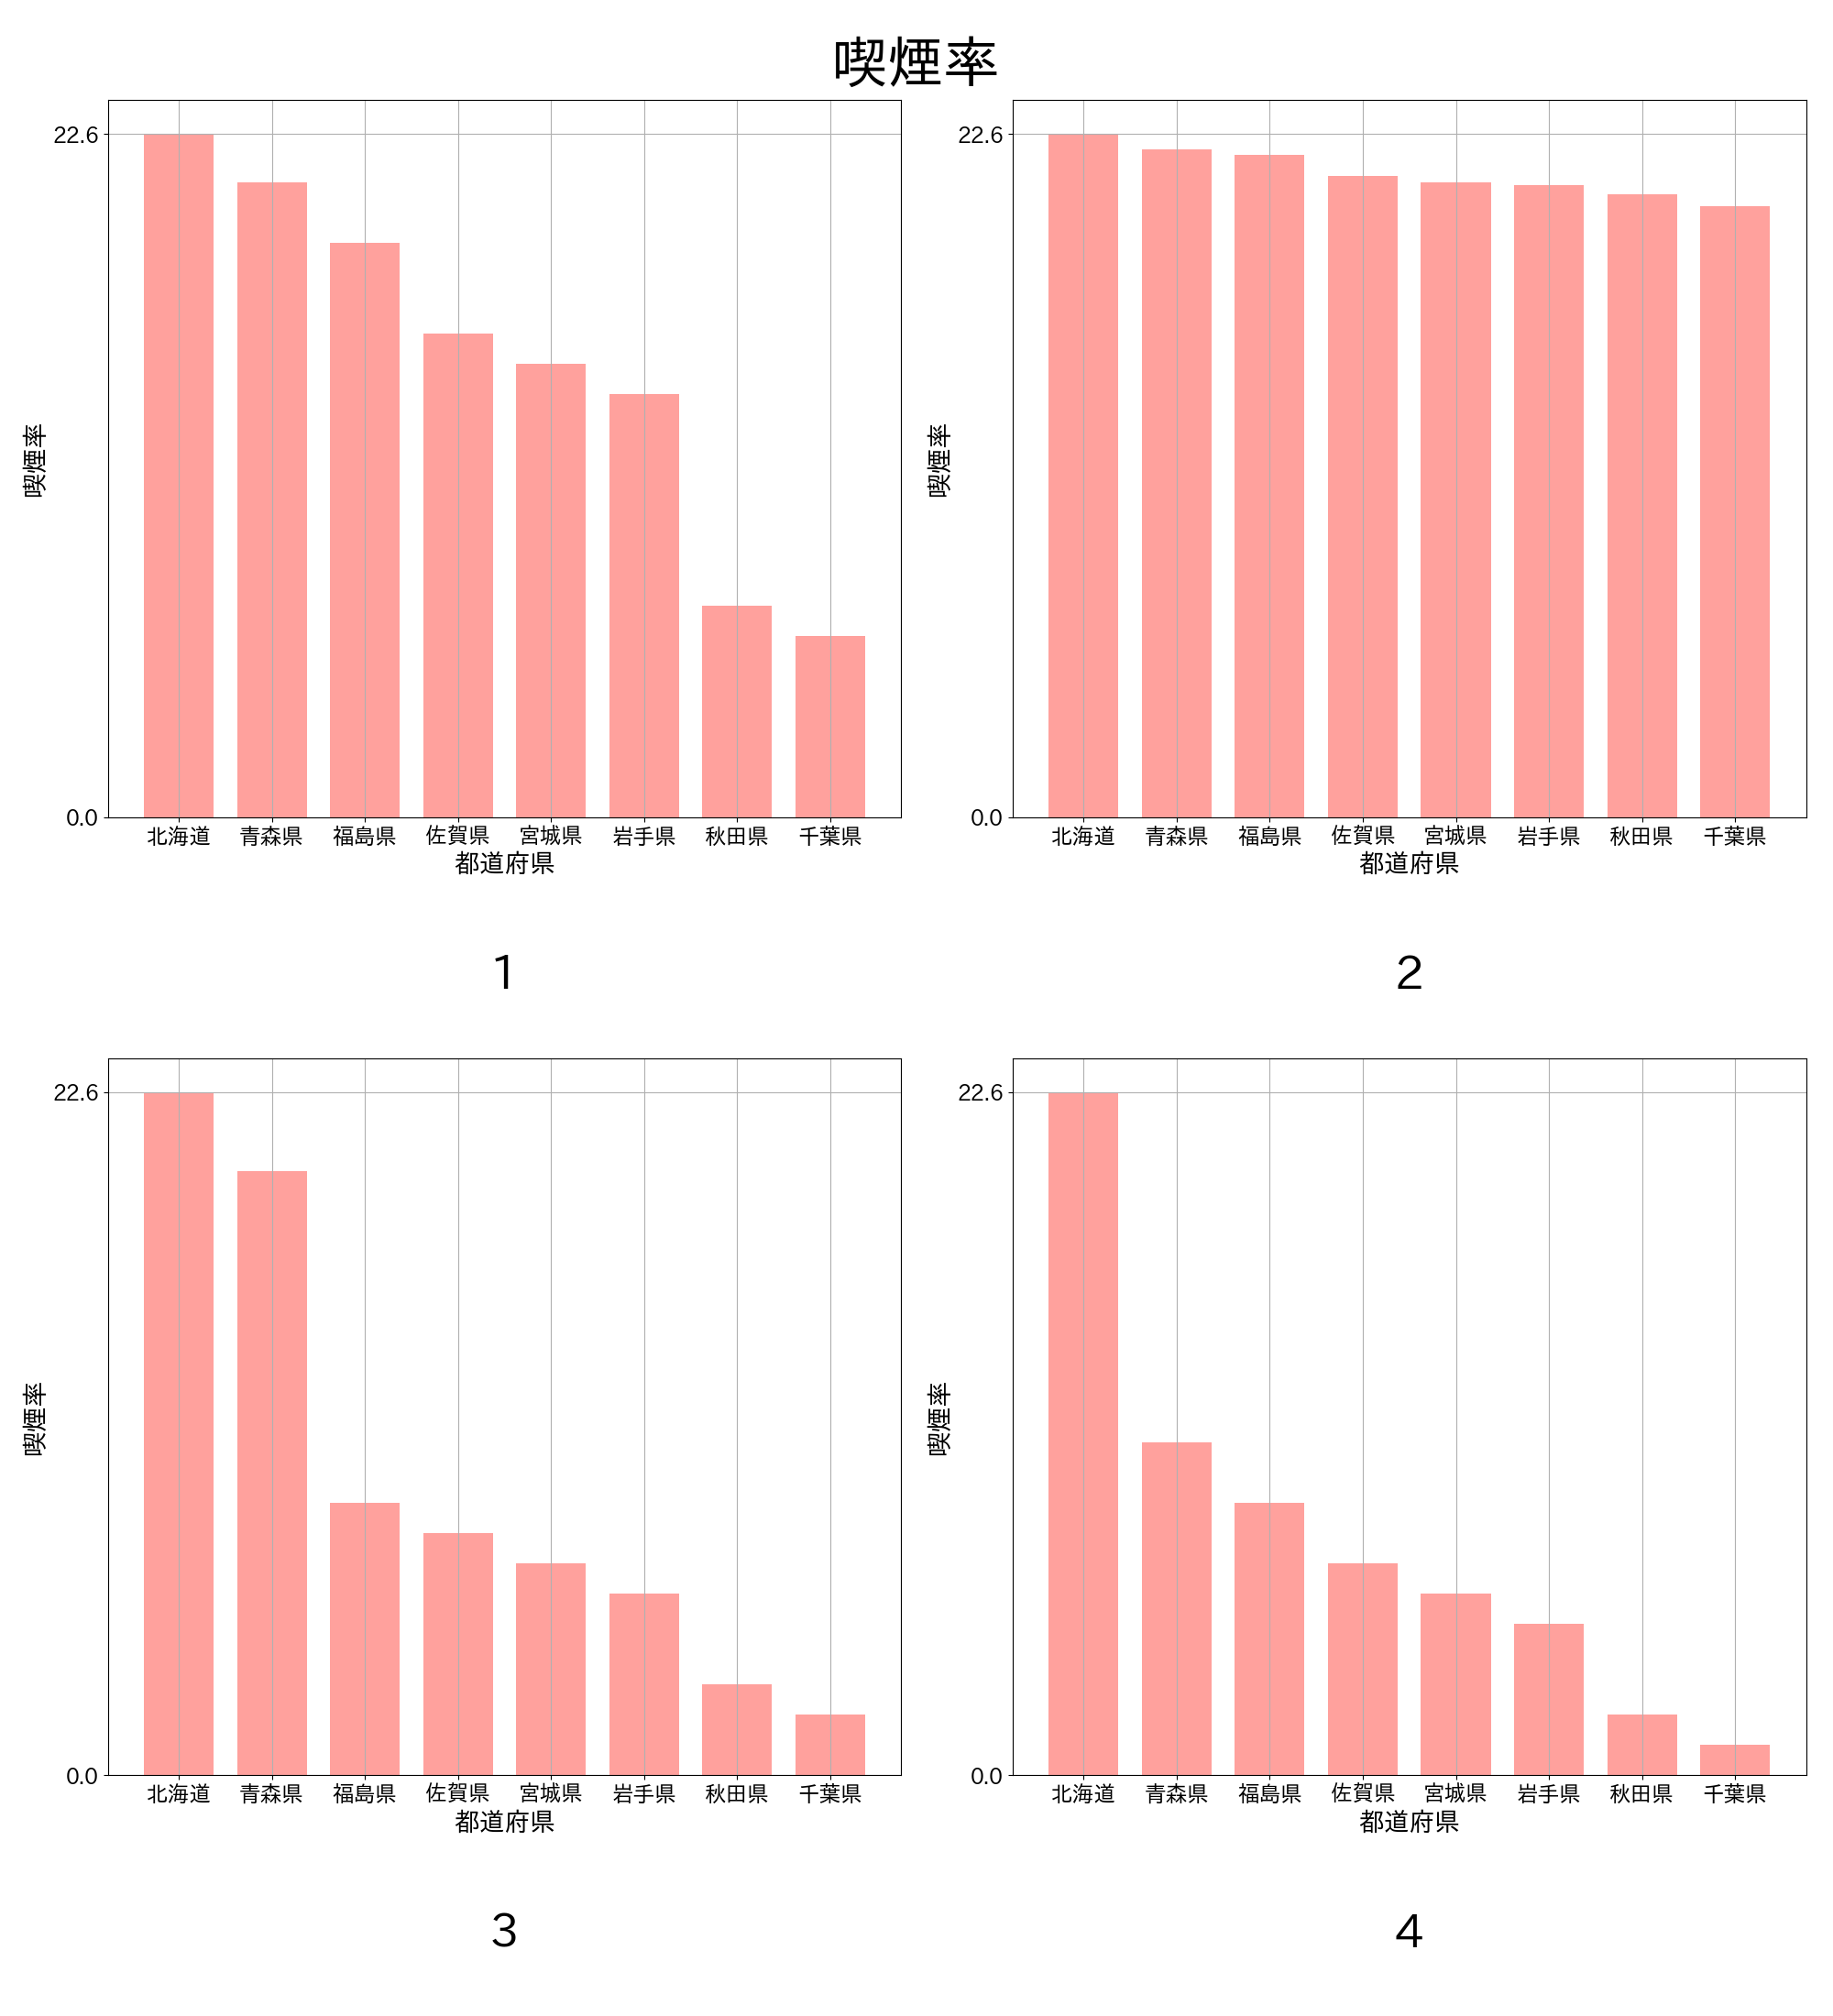 喫煙率
22.6
0.0
喫煙率
北海道 青森県 福島県 佐賀県 宮城県 岩手県 秋田県 千葉県
都道府県
1
22.6
0.0
喫煙率
北海道 青森県 福島県 佐賀県 宮城県 岩手県 秋田県 千葉県
都道府県
2
22.6
0.0
喫煙率
北海道 青森県 福島県 佐賀県 宮城県 岩手県 秋田県 千葉県
都道府県
3
22.6
0.0
喫煙率
北海道 青森県 福島県 佐賀県 宮城県 岩手県 秋田県 千葉県
都道府県
4